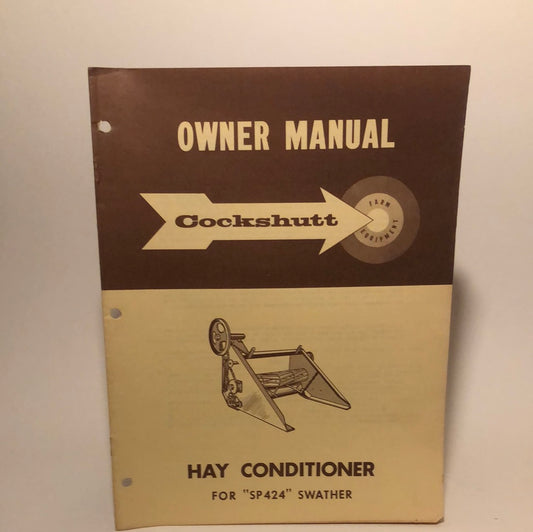 OWNER MANUAL
Cockshutt
FARM
EQUIPMENT
HAY CONDITIONER
FOR "SP424" SWATHER